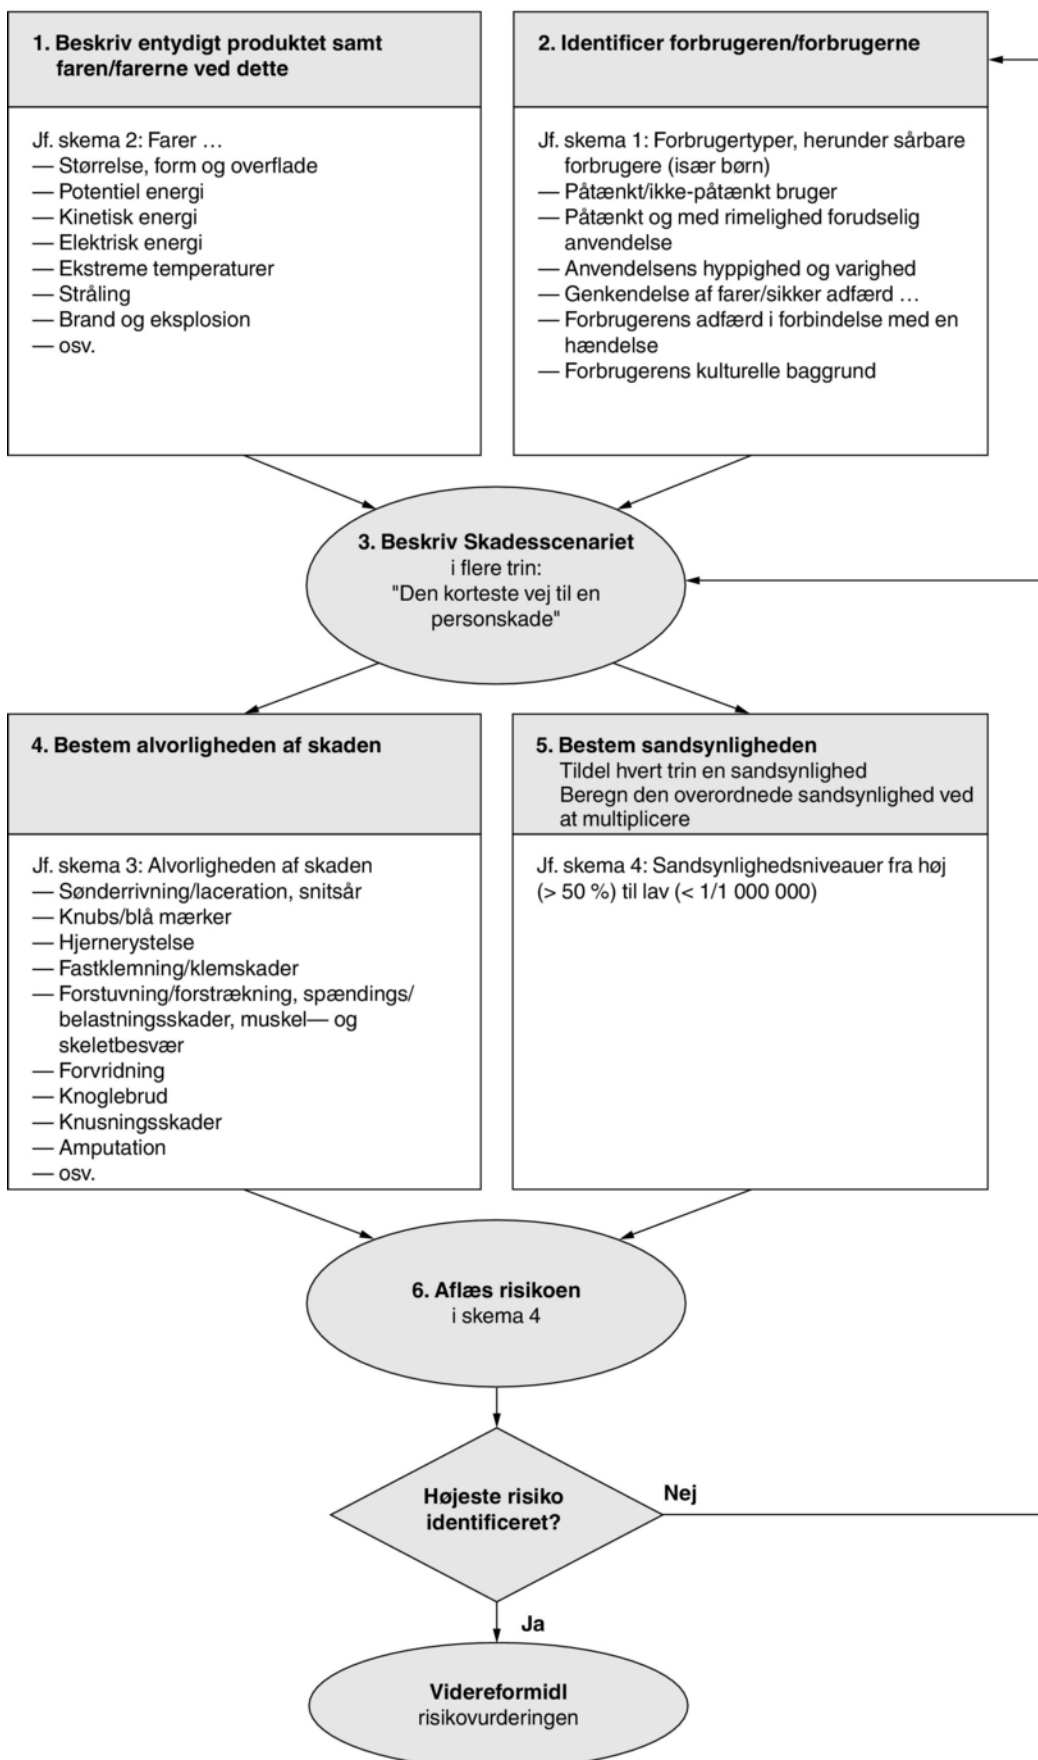 1. Beskriv entydigt produktet samt
faren/farerne ved dette
Jf. skema 2: Farer …
— Størrelse, form og overflade
— Potentiel energi
— Kinetisk energi
— Elektrisk energi
— Ekstreme temperaturer
— Stråling
— Brand og eksplosion
— osv.
2. Identificer forbrugeren/forbrugerne
Jf. skema 1: Forbrugertyper, herunder sårbare
forbrugere (især børn)
— Påtænkt/ikke-påtænkt bruger
— Påtænkt og med rimelighed forudselig
anvendelse
— Anvendelsens hyppighed og varighed
— Genkendelse af farer/sikker adfærd …
— Forbrugerens adfærd i forbindelse med en
hændelse
— Forbrugerens kulturelle baggrund
3. Beskriv Skadesscenariet
i flere trin:
"Den korteste vej til en
personskade"
4. Bestem alvorligheden af skaden
Jf. skema 3: Alvorligheden af skaden
— Sønderrivning/laceration, snitsår
— Knubs/blå mærker
— Hjernerystelse
— Fastklemning/klemskader
— Forstuvning/forstrækning, spændings/
belastningsskader, muskel— og
skeletbesvær
— Forvridning
— Knoglebrud
— Knusningsskader
— Amputation
— osv.
5. Bestem sandsynligheden
Tildel hvert trin en sandsynlighed
Beregn den overordnede sandsynlighed ved
at multiplicere
Jf. skema 4: Sandsynlighedsniveauer fra høj
(> 50 %) til lav (< 1/1 000 000)
6. Aflæs risikoen
i skema 4
Højeste risiko
identificeret?
Nej
Ja
Videreformidl
risikovurderingen